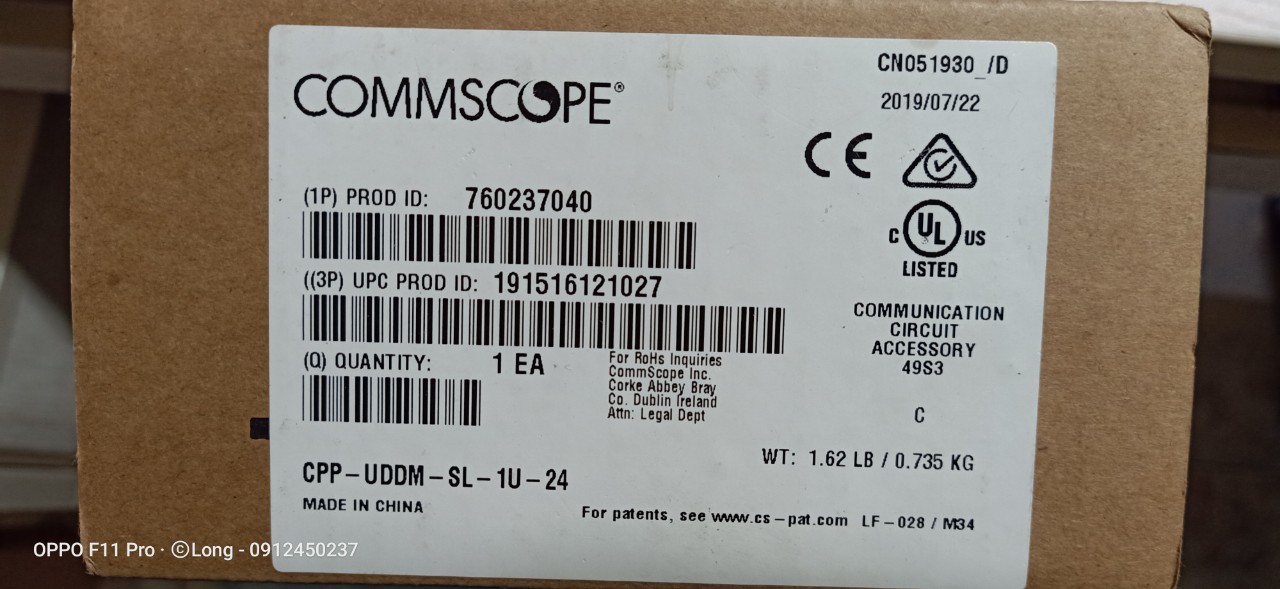 COMMSCOPE®
CN051930_/D
2019/07/22
CE
(1P) PROD ID: 760237040
C UL US
LISTED
((3P) UPC PROD ID: 191516121027
COMMUNICATION
CIRCUIT
ACCESSORY
49S3
C
(Q) QUANTITY: 1 EA
For RoHs Inquiries
CommScope Inc.
Corke Abbey Bray
Co. Dublin Ireland
Attn: Legal Dept
WT: 1.62 LB / 0.735 KG
CPP-UDDM-SL-1U-24
MADE IN CHINA
For patents, see www.cs-pat.com LF-028 / M34
OPPO F11 Pro · ©Long - 0912450237